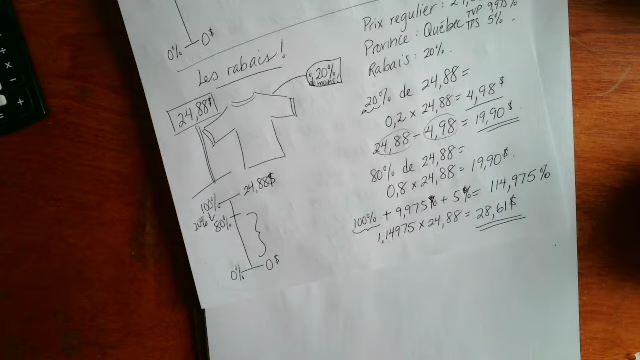 0% 0$
Les rabais!
24,88$
20%
100% 24,88$
20%
80%
0% 0$
Prix regulier :
Province : Québec TVP 9,975%
TPS 5%
Rabais : 20%
20% de 24,88 =
0,2 x 24,88 = 4,98$
24,88 - 4,98 = 19,90$
80% de 24,88 =
0,8 x 24,88 = 19,90$
100% + 9,975% + 5% = 114,975%
1,14975 x 24,88 = 28,61$